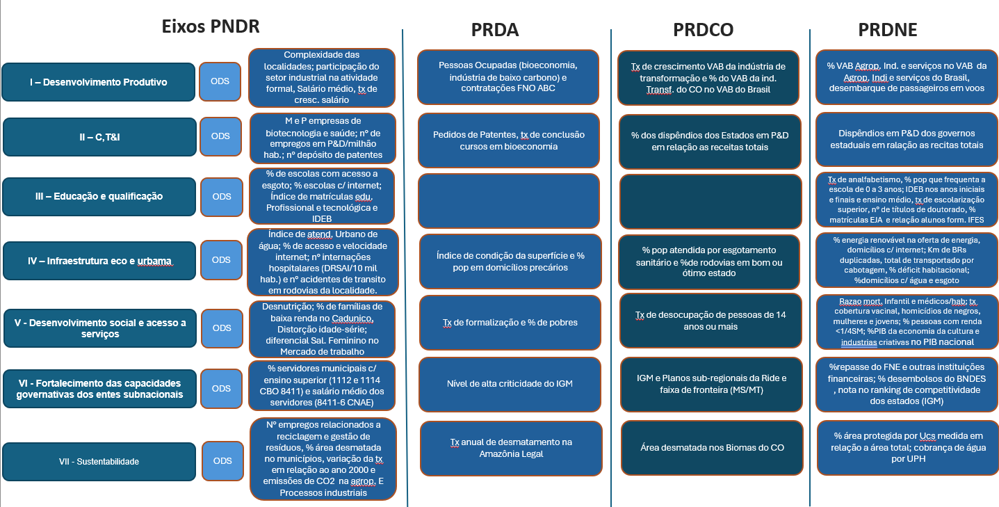 Eixos PNDR
PRDA
PRDCO
PRDNE
I – Desenvolvimento Produtivo
ODS
Complexidade das
localidades; participação do
setor industrial na atividade
formal, Salário médio, tx de
cresc. salário
Pessoas Ocupadas (bioeconomia,
indústria de baixo carbono) e
contratações FNO ABC
Tx de crescimento VAB da indústria de
transformação e % do VAB da ind.
Transf. do CO no VAB do Brasil
% VAB Agrop, Ind. e serviços no VAB da
Agrop, Indi e serviços do Brasil,
desembarque de passageiros em voos
II – C,T&I
ODS
M e P empresas de
biotecnologia e saúde; nº de
empregos em P&D/milhão
hab.; nº depósito de patentes
Pedidos de Patentes, tx de conclusão
cursos em bioeconomia
% dos dispêndios dos Estados em P&D
em relação as receitas totais
Dispêndios em P&D dos governos
estaduais em ralação as recitas totais
III – Educação e qualificação
ODS
% de escolas com acesso a
esgoto; % escolas c/ internet;
Índice de matrículas edu.
Profissional e tecnológica e
IDEB
Tx de analfabetismo, % pop que frequenta a
escola de 0 a 3 anos; IDEB nos anos iniciais
e finais e ensino médio, tx de escolarização
superior, nº de títulos de doutorado, %
matrículas EJA e relação alunos form. IFES
IV – Infraestrutura eco e urbama
ODS
Índice de atend. Urbano de
água; % de acesso e velocidade
internet; nº internações
hospitalares (DRSAI/10 mil
hab.) e nº acidentes de transito
em rodovias da localidade.
Índice de condição da superfície e %
pop em domicílios precários
% pop atendida por esgotamento
sanitário e %de rodovias em bom ou
ótimo estado
% energia renovável na oferta de energia,
domicílios c/ internet; Km de BRs
duplicadas, total de transportado por
cabotagem, % déficit habitacional;
%domicílios c/ água e esgoto
V - Desenvolvimento social e acesso a
serviços
ODS
Desnutrição; % de famílias de
baixa renda no Cadunico,
Distorção idade-série;
diferencial Sal. Feminino no
Mercado de trabalho
Tx de formalização e % de pobres
Tx de desocupação de pessoas de 14
anos ou mais
Razao mort. Infantil e médicos/hab; tx
cobertura vacinal, homicídios de negros,
mulheres e jovens; % pessoas com renda
<1/4SM; %PIB da economia da cultura e
industrias criativas no PIB nacional
VI - Fortalecimento das capacidades
governativas dos entes subnacionais
ODS
% servidores municipais c/
ensino superior (1112 e 1114
CBO 8411) e salário médio dos
servidores (8411-6 CNAE)
Nível de alta criticidade do IGM
IGM e Planos sub-regionais da Ride e
faixa de fronteira (MS/MT)
%repasse do FNE e outras instituições
financeiras; % desembolsos do BNDES
, nota no ranking de competitividade
dos estados (IGM)
VII - Sustentabilidade
ODS
Nº empregos relacionados a
reciclagem e gestão de
resíduos, % área desmatada
no municípios, variação da tx
em relação ao ano 2000 e
emissões de CO2 na agrop. E
Processos industriais
Tx anual de desmatamento na
Amazônia Legal
Área desmatada nos Biomas do CO
% área protegida por Ucs medida em
relação a área total; cobrança de água
por UPH